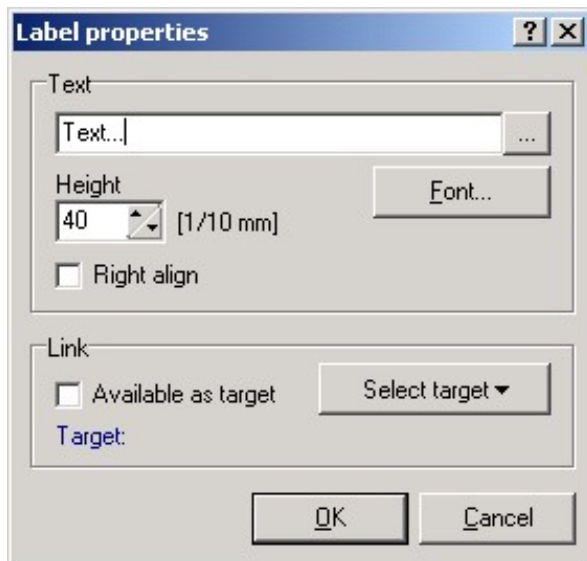 Label properties
Text
Text...
...
Height
Font...
40 [1/10 mm]
Right align
Link
Available as target
Select target
Target:
OK
Cancel